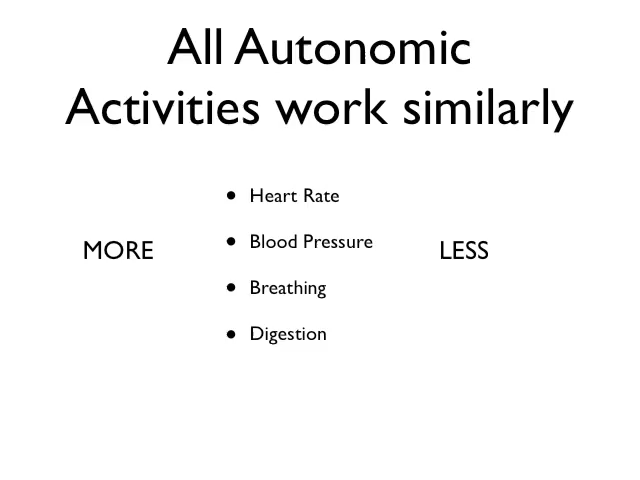 All Autonomic
Activities work similarly
• Heart Rate
MORE
• Blood Pressure
LESS
• Breathing
• Digestion